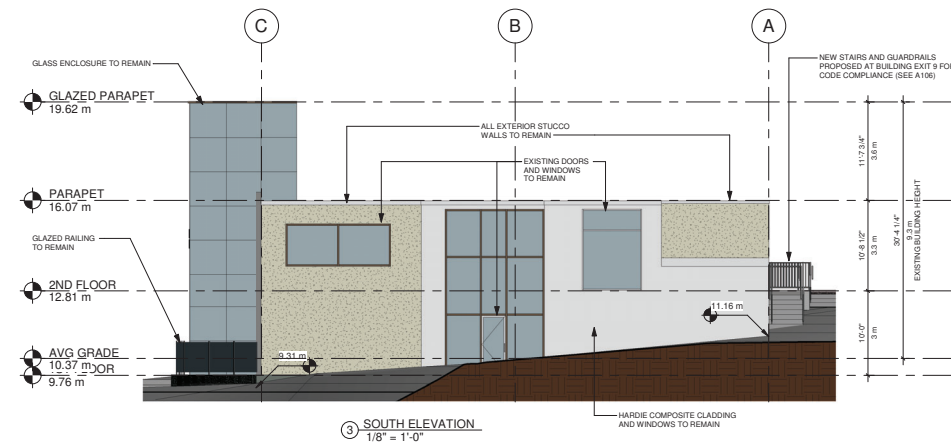 C
B
A
GLASS ENCLOSURE TO REMAIN
NEW STAIRS AND GUARDRAILS
PROPOSED AT BUILDING EXIT 9 FOR
CODE COMPLIANCE (SEE A106)
GLAZED PARAPET
19.62 m
ALL EXTERIOR STUCCO
WALLS TO REMAIN
11'-7 3/4"
3.6 m
EXISTING DOORS
AND WINDOWS
TO REMAIN
PARAPET
16.07 m
GLAZED RAILING
TO REMAIN
10'-8 1/2"
3.3 m
30'-4 1/4"
9.3 m
EXISTING BUILDING HEIGHT
2ND FLOOR
12.81 m
11.16 m
10'-0"
3 m
9.31 m
AVG GRADE
10.37 m
9.76 m
HARDIE COMPOSITE CLADDING
AND WINDOWS TO REMAIN
3 SOUTH ELEVATION
1/8" = 1'-0"